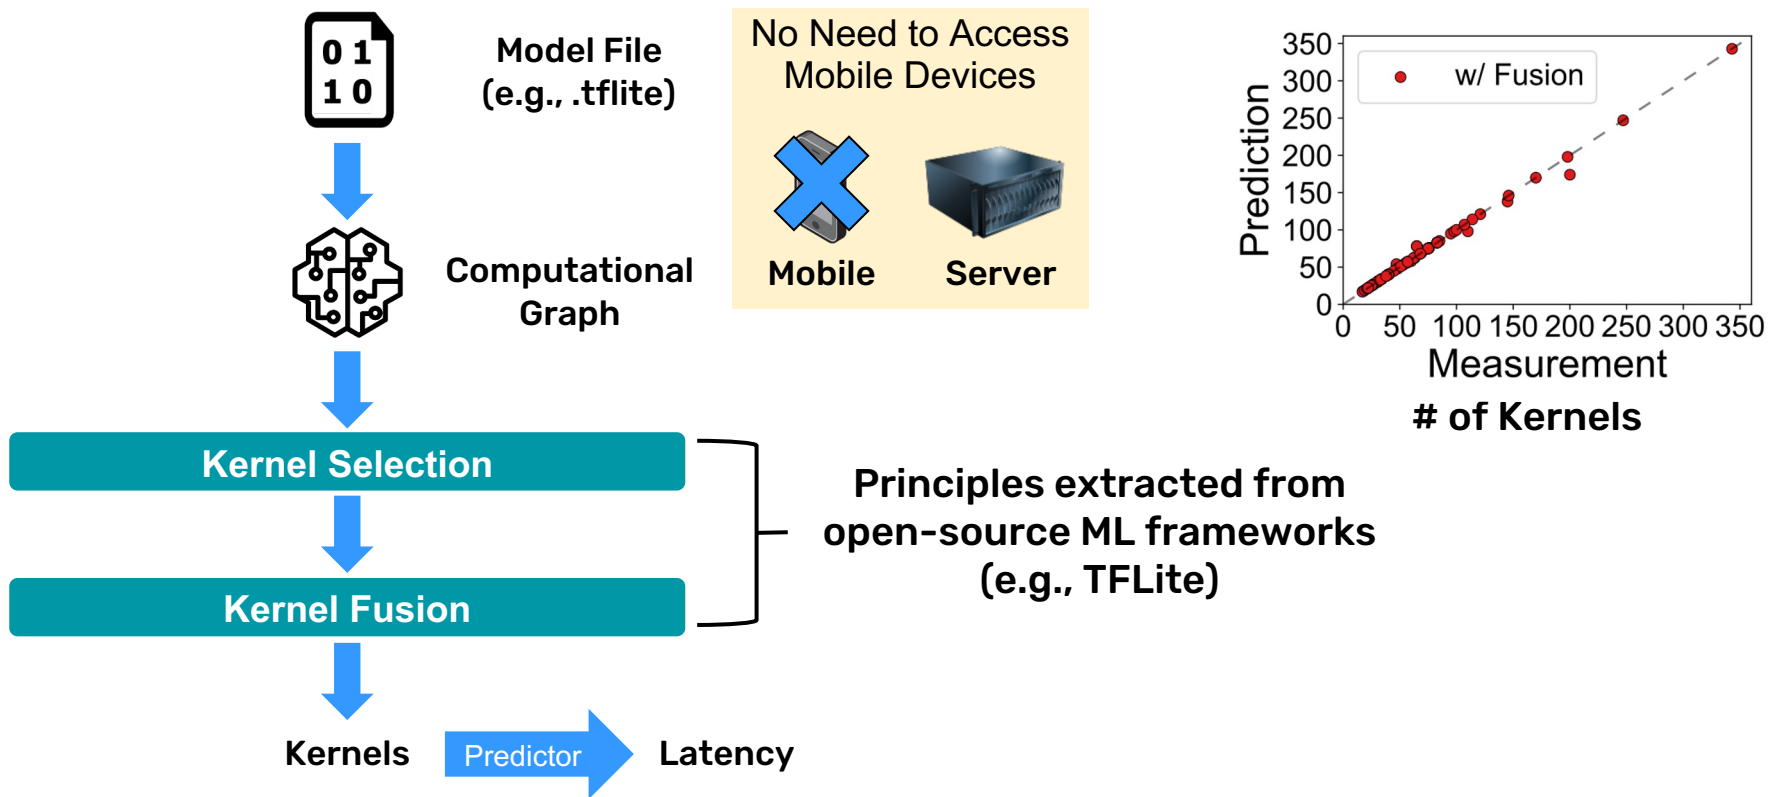 0 1
1 0
Model File
(e.g., .tflite)
No Need to Access
Mobile Devices
Mobile
Server
Computational
Graph
Kernel Selection
Kernel Fusion
Principles extracted from
open-source ML frameworks
(e.g., TFLite)
Kernels
Predictor
Latency
w/ Fusion
Prediction
350
300
250
200
150
100
50
0
0 50 100 150 200 250 300 350
Measurement
# of Kernels